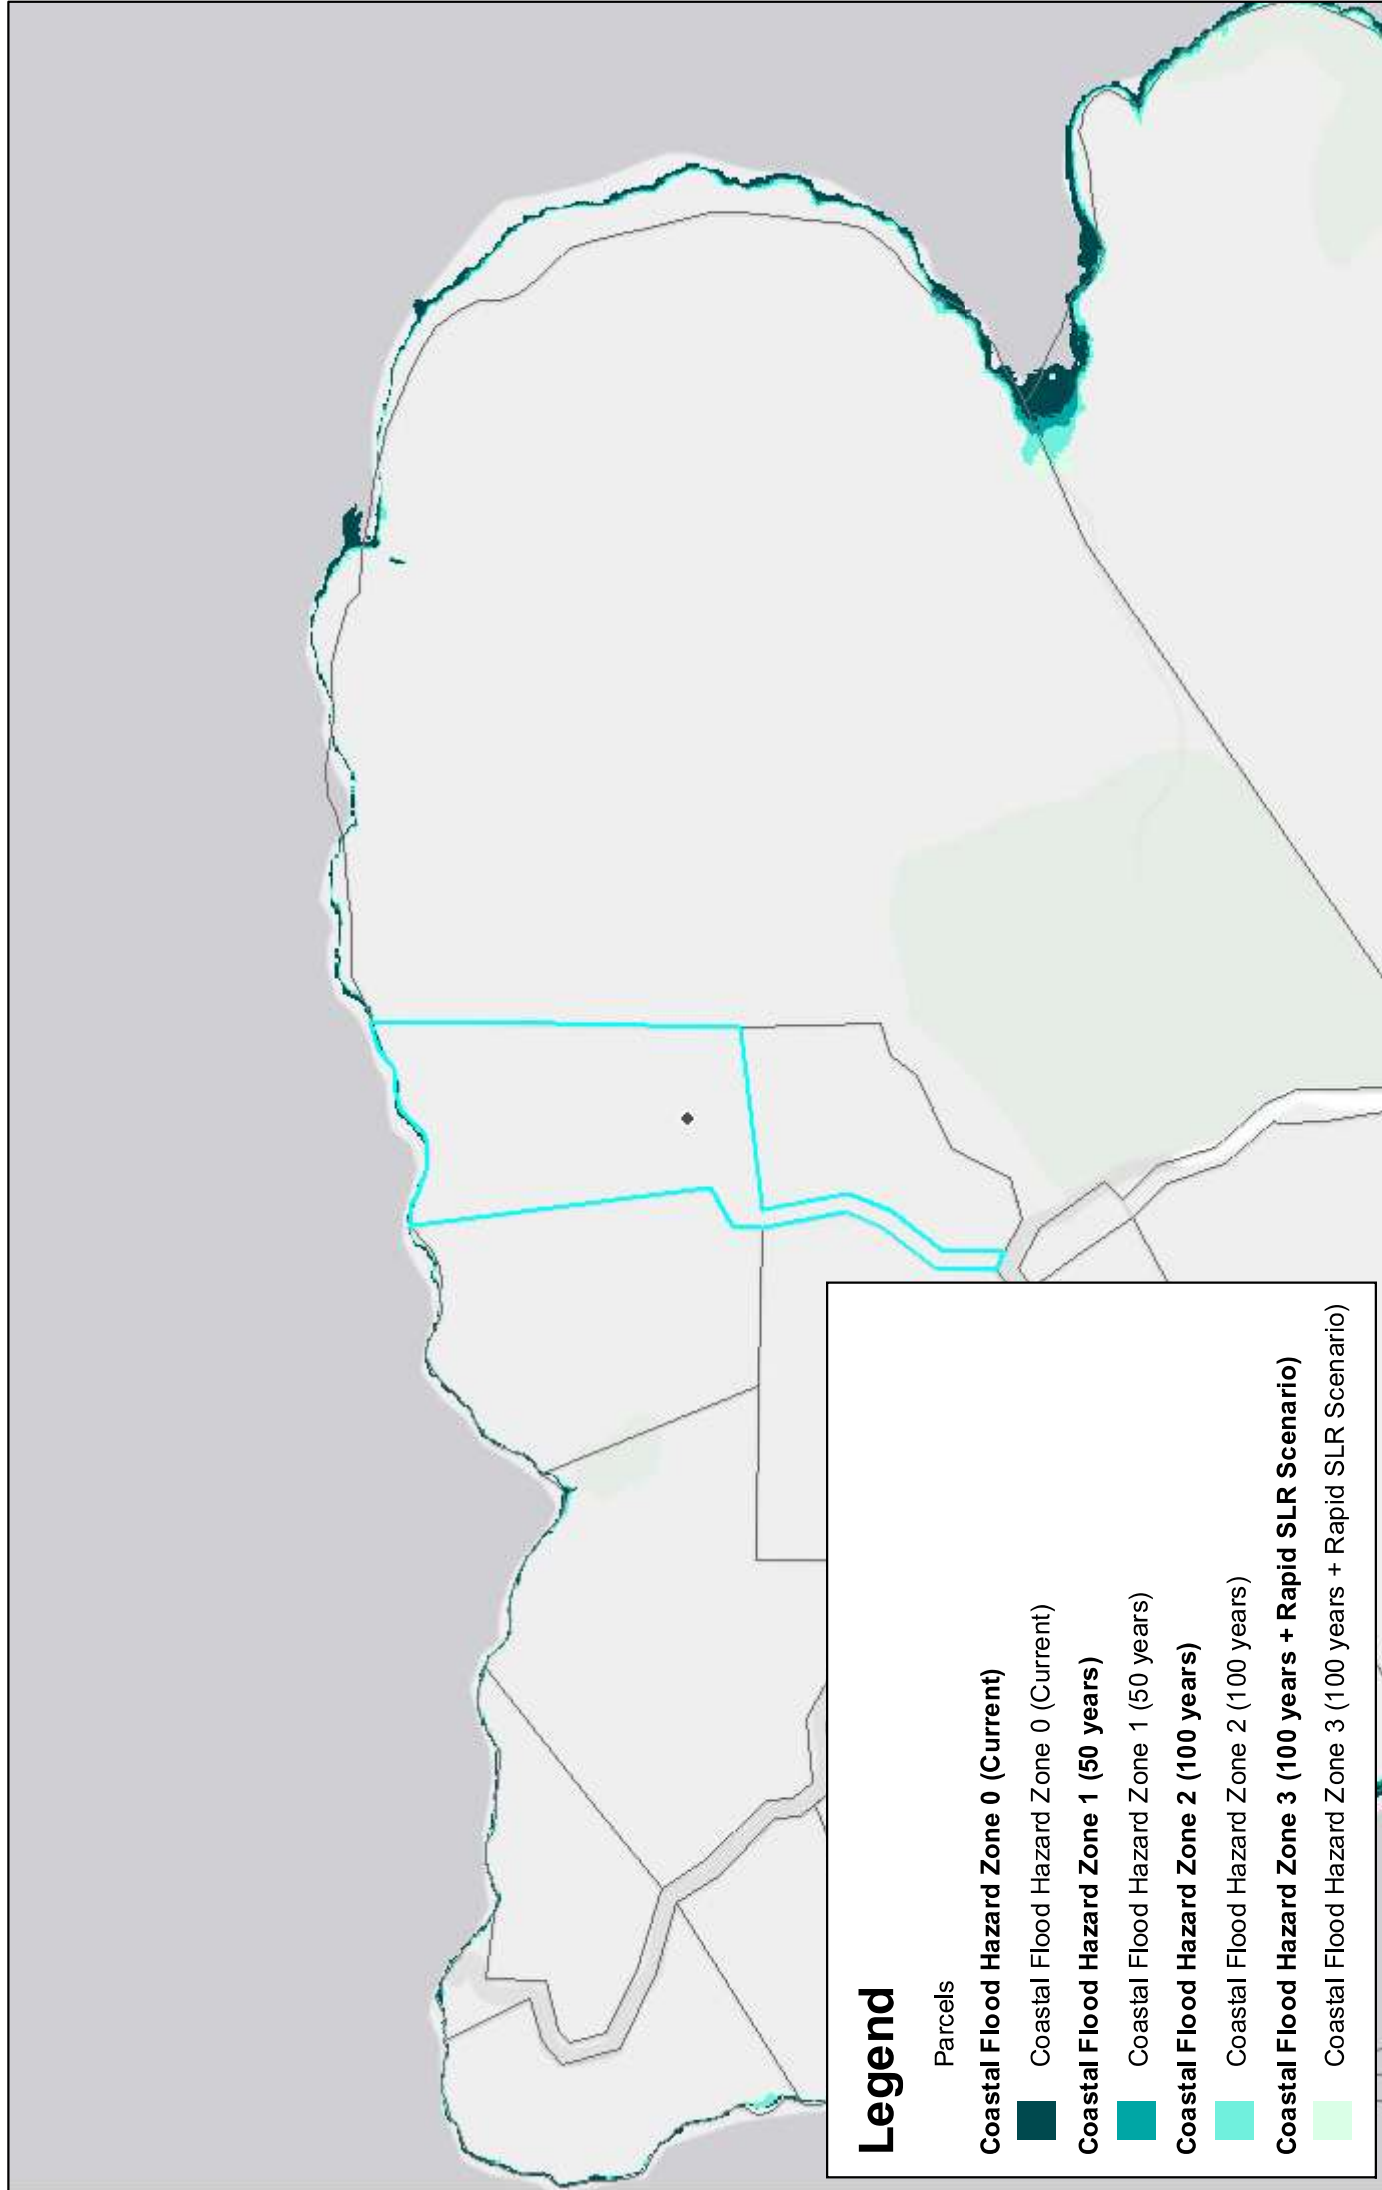 Legend
Parcels
Coastal Flood Hazard Zone 0 (Current)
Coastal Flood Hazard Zone 0 (Current)
Coastal Flood Hazard Zone 1 (50 years)
Coastal Flood Hazard Zone 1 (50 years)
Coastal Flood Hazard Zone 2 (100 years)
Coastal Flood Hazard Zone 2 (100 years)
Coastal Flood Hazard Zone 3 (100 years + Rapid SLR Scenario)
Coastal Flood Hazard Zone 3 (100 years + Rapid SLR Scenario)